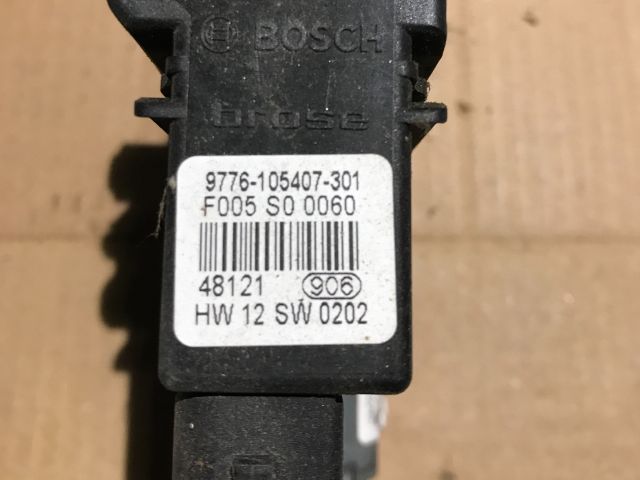 BOSCH
brose
9776-105407-301
F005 S0 0060
48121 906
HW 12 SW 0202